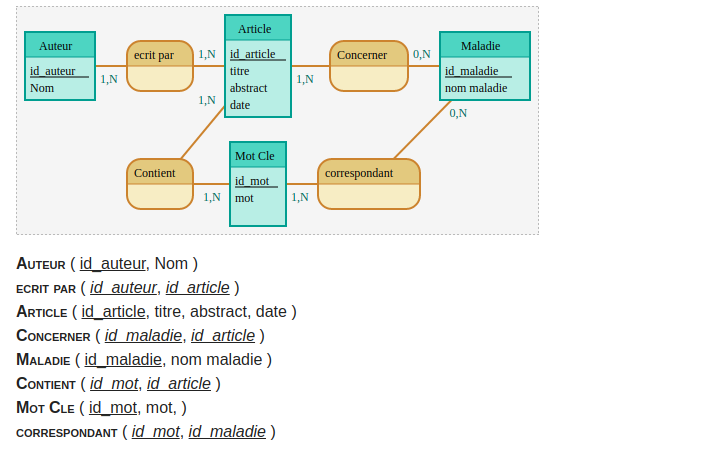 Auteur
id_auteur
Nom
1,N
ecrit par
1,N
Article
id_article
titre
abstract
date
1,N
Concerner
0,N
Maladie
id_maladie
nom maladie
1,N
0,N
Contient
1,N
Mot Cle
id_mot
mot
1,N
correspondant
AUTEUR ( id_auteur, Nom )
ECRIT PAR ( id_auteur, id_article )
ARTICLE ( id_article, titre, abstract, date )
CONCERNER ( id_maladie, id_article )
MALADIE ( id_maladie, nom maladie )
CONTIENT ( id_mot, id_article )
MOT CLE ( id_mot, mot, )
CORRESPONDANT ( id_mot, id_maladie )